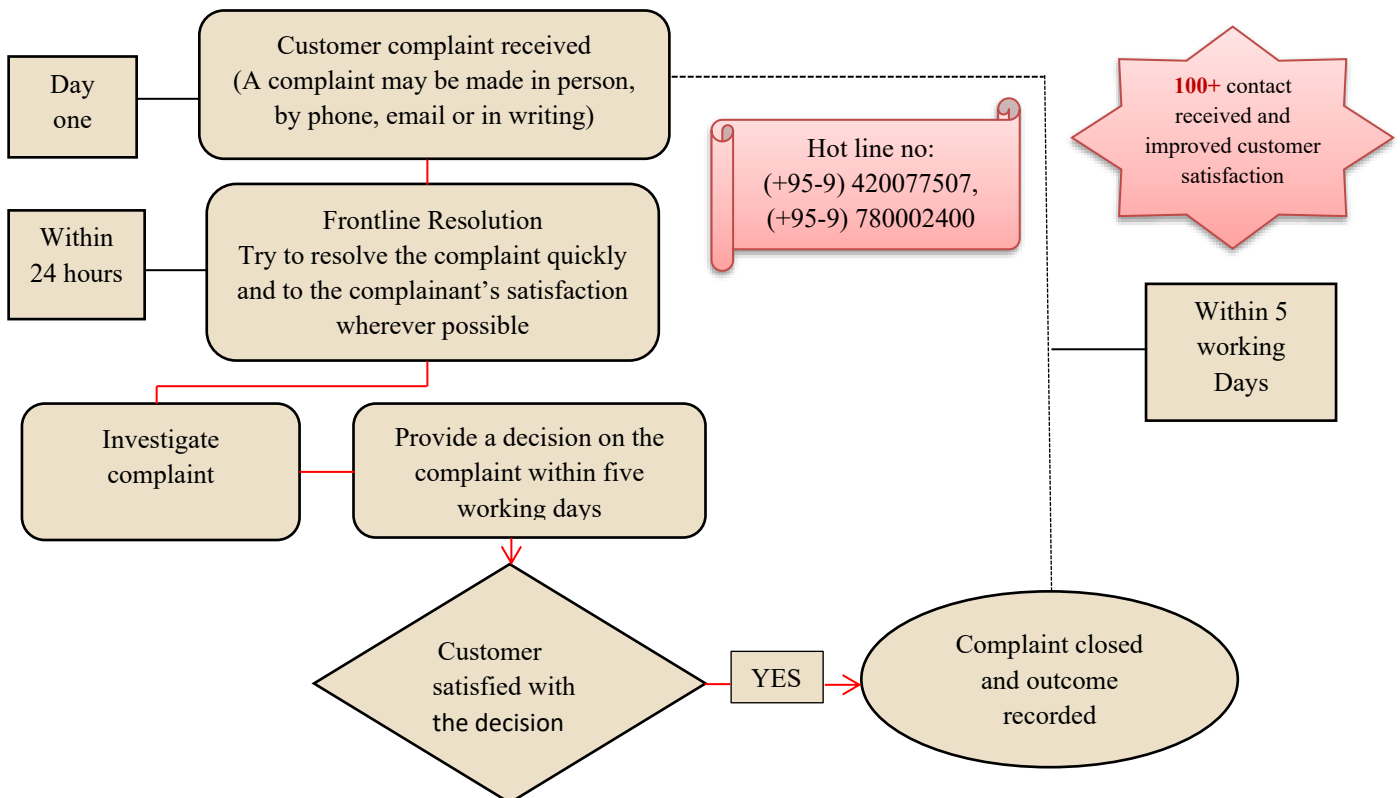 Day
one
Customer complaint received
(A complaint may be made in person,
by phone, email or in writing)
100+ contact
received and
improved customer
satisfaction
Hot line no:
(+95-9) 420077507,
(+95-9) 780002400
Within
24 hours
Frontline Resolution
Try to resolve the complaint quickly
and to the complainant’s satisfaction
wherever possible
Within 5
working
Days
Investigate
complaint
Provide a decision on the
complaint within five
working days
Customer
satisfied with
the decision
YES
Complaint closed
and outcome
recorded